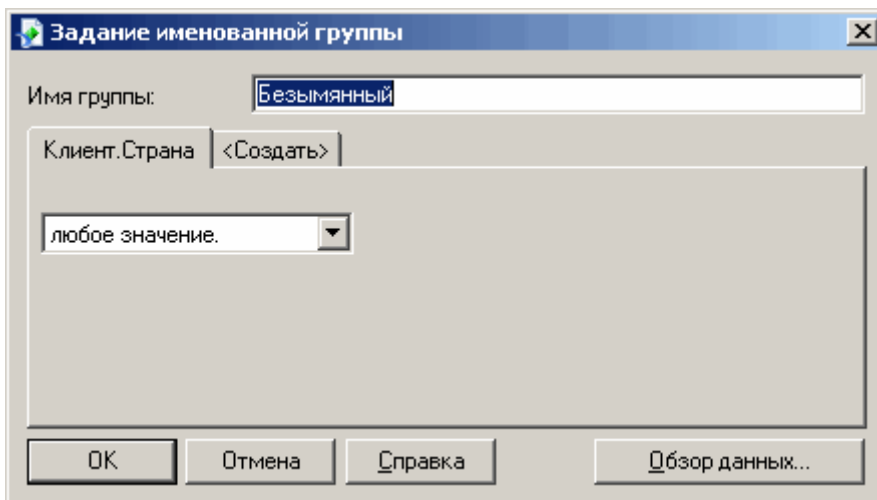 Задание именованной группы
Имя группы: Безымянный
Клиент.Страна <Создать>
любое значение.
OK Отмена Справка Обзор данных...